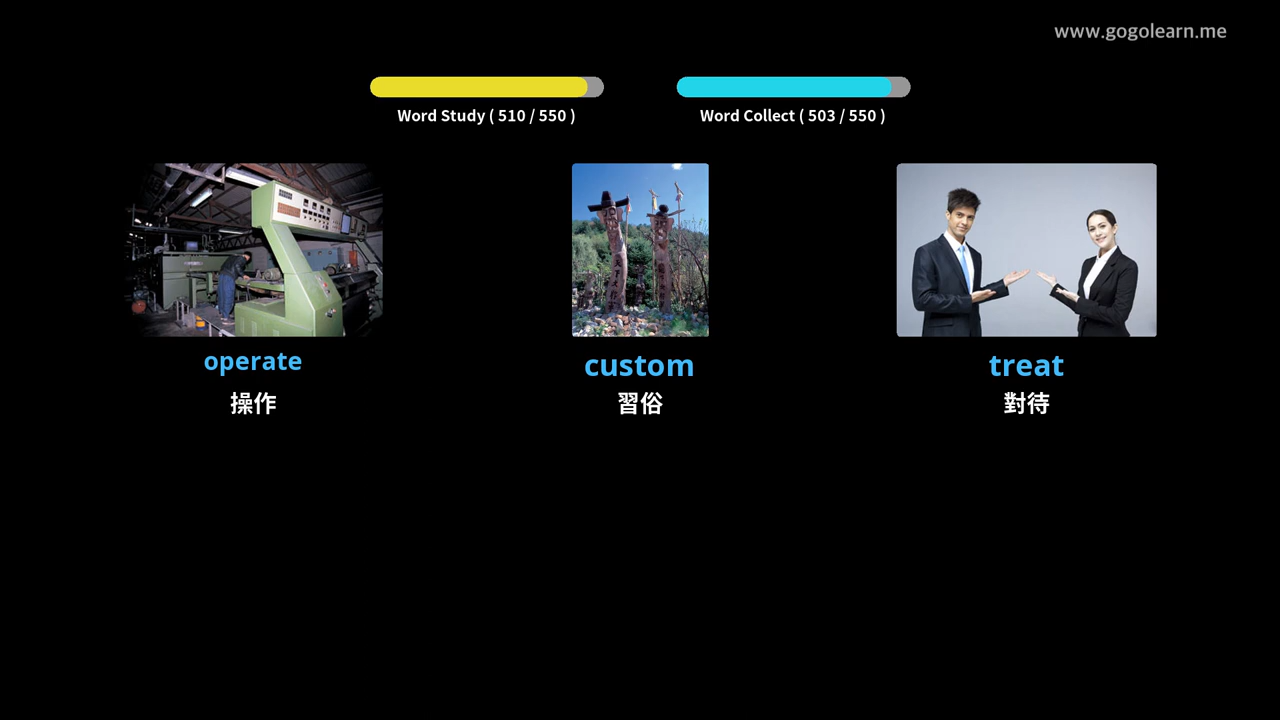 www.gogolearn.me
Word Study ( 510 / 550 )
Word Collect ( 503 / 550 )
operate
custom
treat
操作
習俗
對待